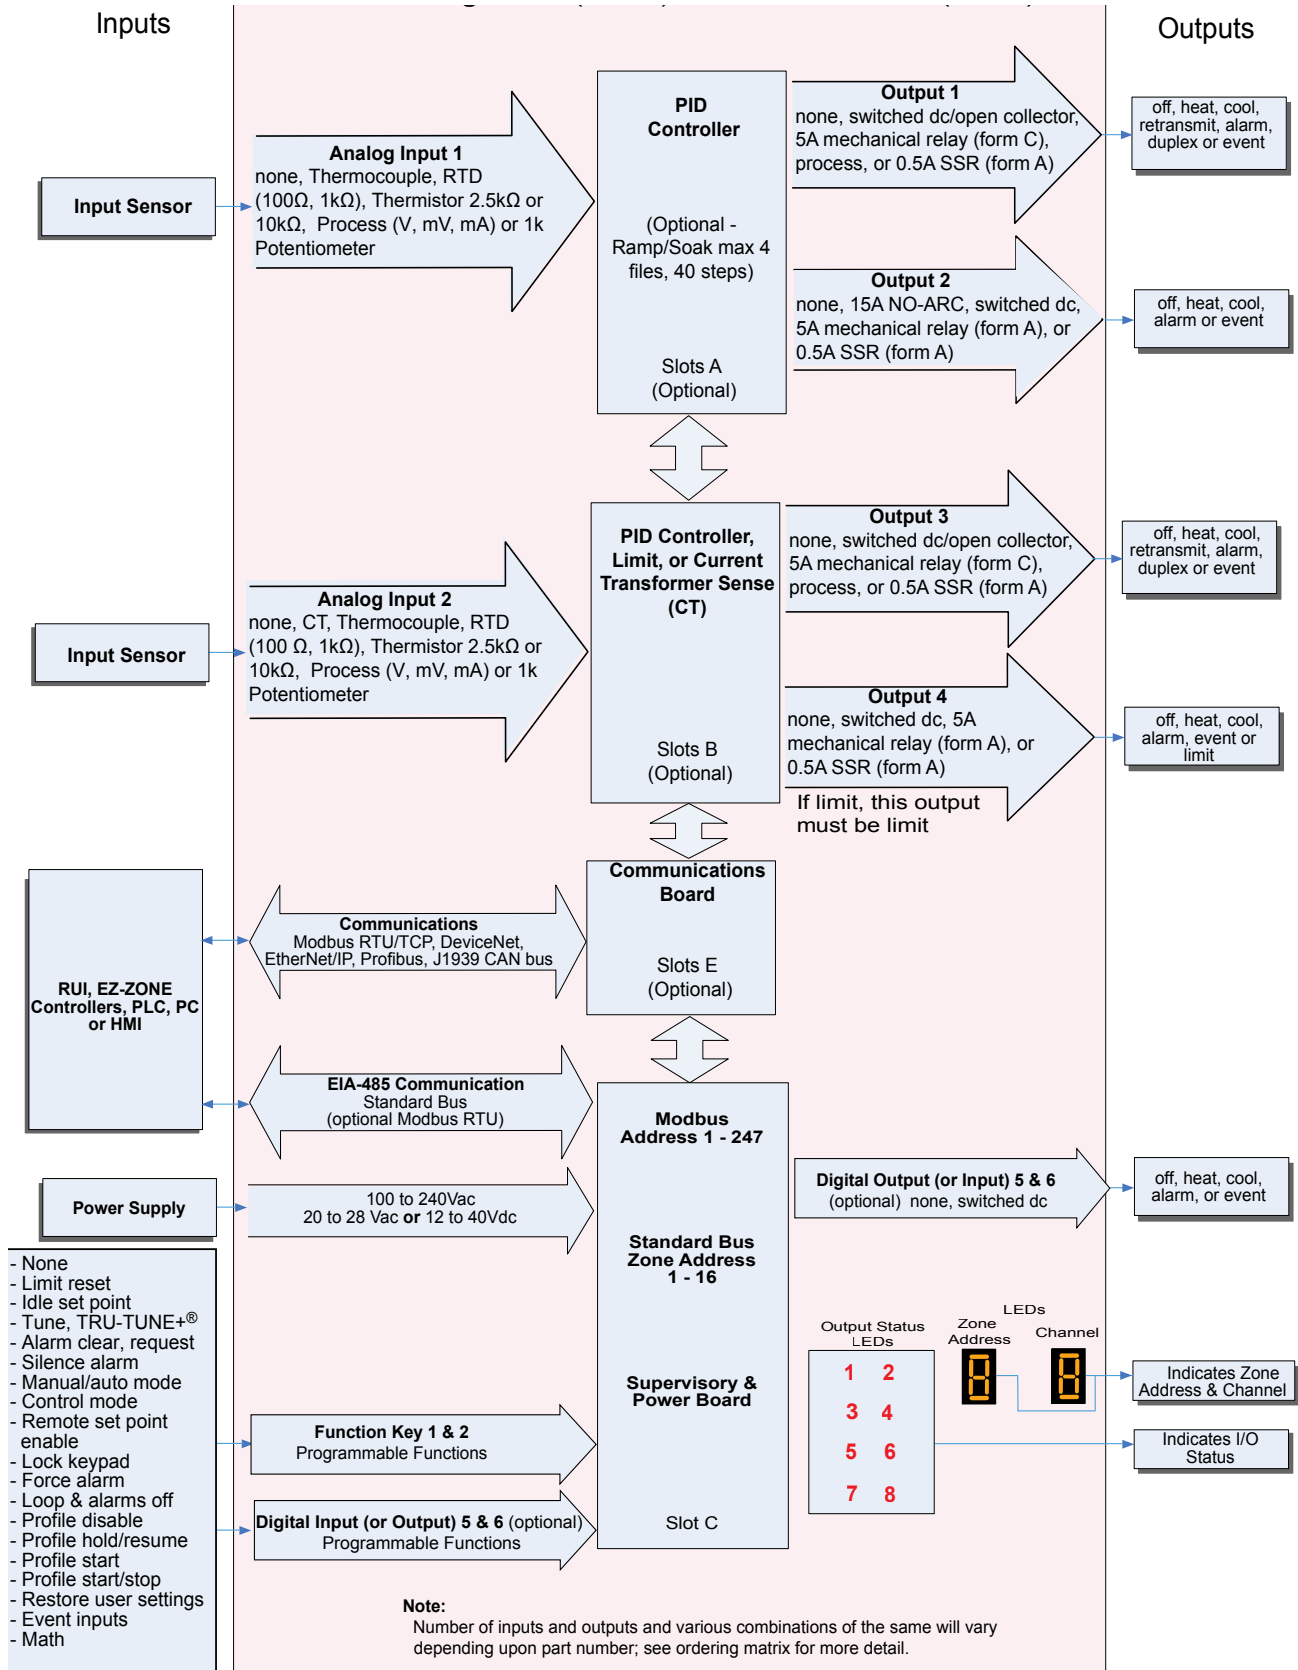 Inputs
Outputs
PID
Controller
(Optional -
Ramp/Soak max 4
files, 40 steps)
Slots A
(Optional)
Analog Input 1
none, Thermocouple, RTD
(100Ω, 1kΩ), Thermistor 2.5kΩ or
10kΩ, Process (V, mV, mA) or 1k
Potentiometer
Input Sensor
Output 1
none, switched dc/open collector,
5A mechanical relay (form C),
process, or 0.5A SSR (form A)
off, heat, cool,
retransmit, alarm,
duplex or event
Output 2
none, 15A NO-ARC, switched dc,
5A mechanical relay (form A), or
0.5A SSR (form A)
off, heat, cool,
alarm or event
PID Controller,
Limit, or Current
Transformer Sense
(CT)
Slots B
(Optional)
Analog Input 2
none, CT, Thermocouple, RTD
(100 Ω, 1kΩ), Thermistor 2.5kΩ or
10kΩ, Process (V, mV, mA) or 1k
Potentiometer
Input Sensor
Output 3
none, switched dc/open collector,
5A mechanical relay (form C),
process, or 0.5A SSR (form A)
off, heat, cool,
retransmit, alarm,
duplex or event
Output 4
none, switched dc, 5A
mechanical relay (form A), or
0.5A SSR (form A)
If limit, this output
must be limit
off, heat, cool,
alarm, event or
limit
Communications
Board
Slots E
(Optional)
Communications
Modbus RTU/TCP, DeviceNet,
EtherNet/IP, Profibus, J1939 CAN bus
RUI, EZ-ZONE
Controllers, PLC, PC
or HMI
EIA-485 Communication
Standard Bus
(optional Modbus RTU)
Modbus
Address 1 - 247
Standard Bus
Zone Address
1 - 16
Supervisory &
Power Board
Slot C
Power Supply
100 to 240Vac
20 to 28 Vac or 12 to 40Vdc
Digital Output (or Input) 5 & 6
(optional) none, switched dc
off, heat, cool,
alarm, or event
- None
- Limit reset
- Idle set point
- Tune, TRU-TUNE+®
- Alarm clear, request
- Silence alarm
- Manual/auto mode
- Control mode
- Remote set point
enable
- Lock keypad
- Force alarm
- Loop & alarms off
- Profile disable
- Profile hold/resume
- Profile start
- Profile start/stop
- Restore user settings
- Event inputs
- Math
Function Key 1 & 2
Programmable Functions
Digital Input (or Output) 5 & 6 (optional)
Programmable Functions
Output Status
LEDs
1 2
3 4
5 6
7 8
LEDs
Zone
Address
Channel
8 8
Indicates Zone
Address & Channel
Indicates I/O
Status
Note:
Number of inputs and outputs and various combinations of the same will vary
depending upon part number; see ordering matrix for more detail.